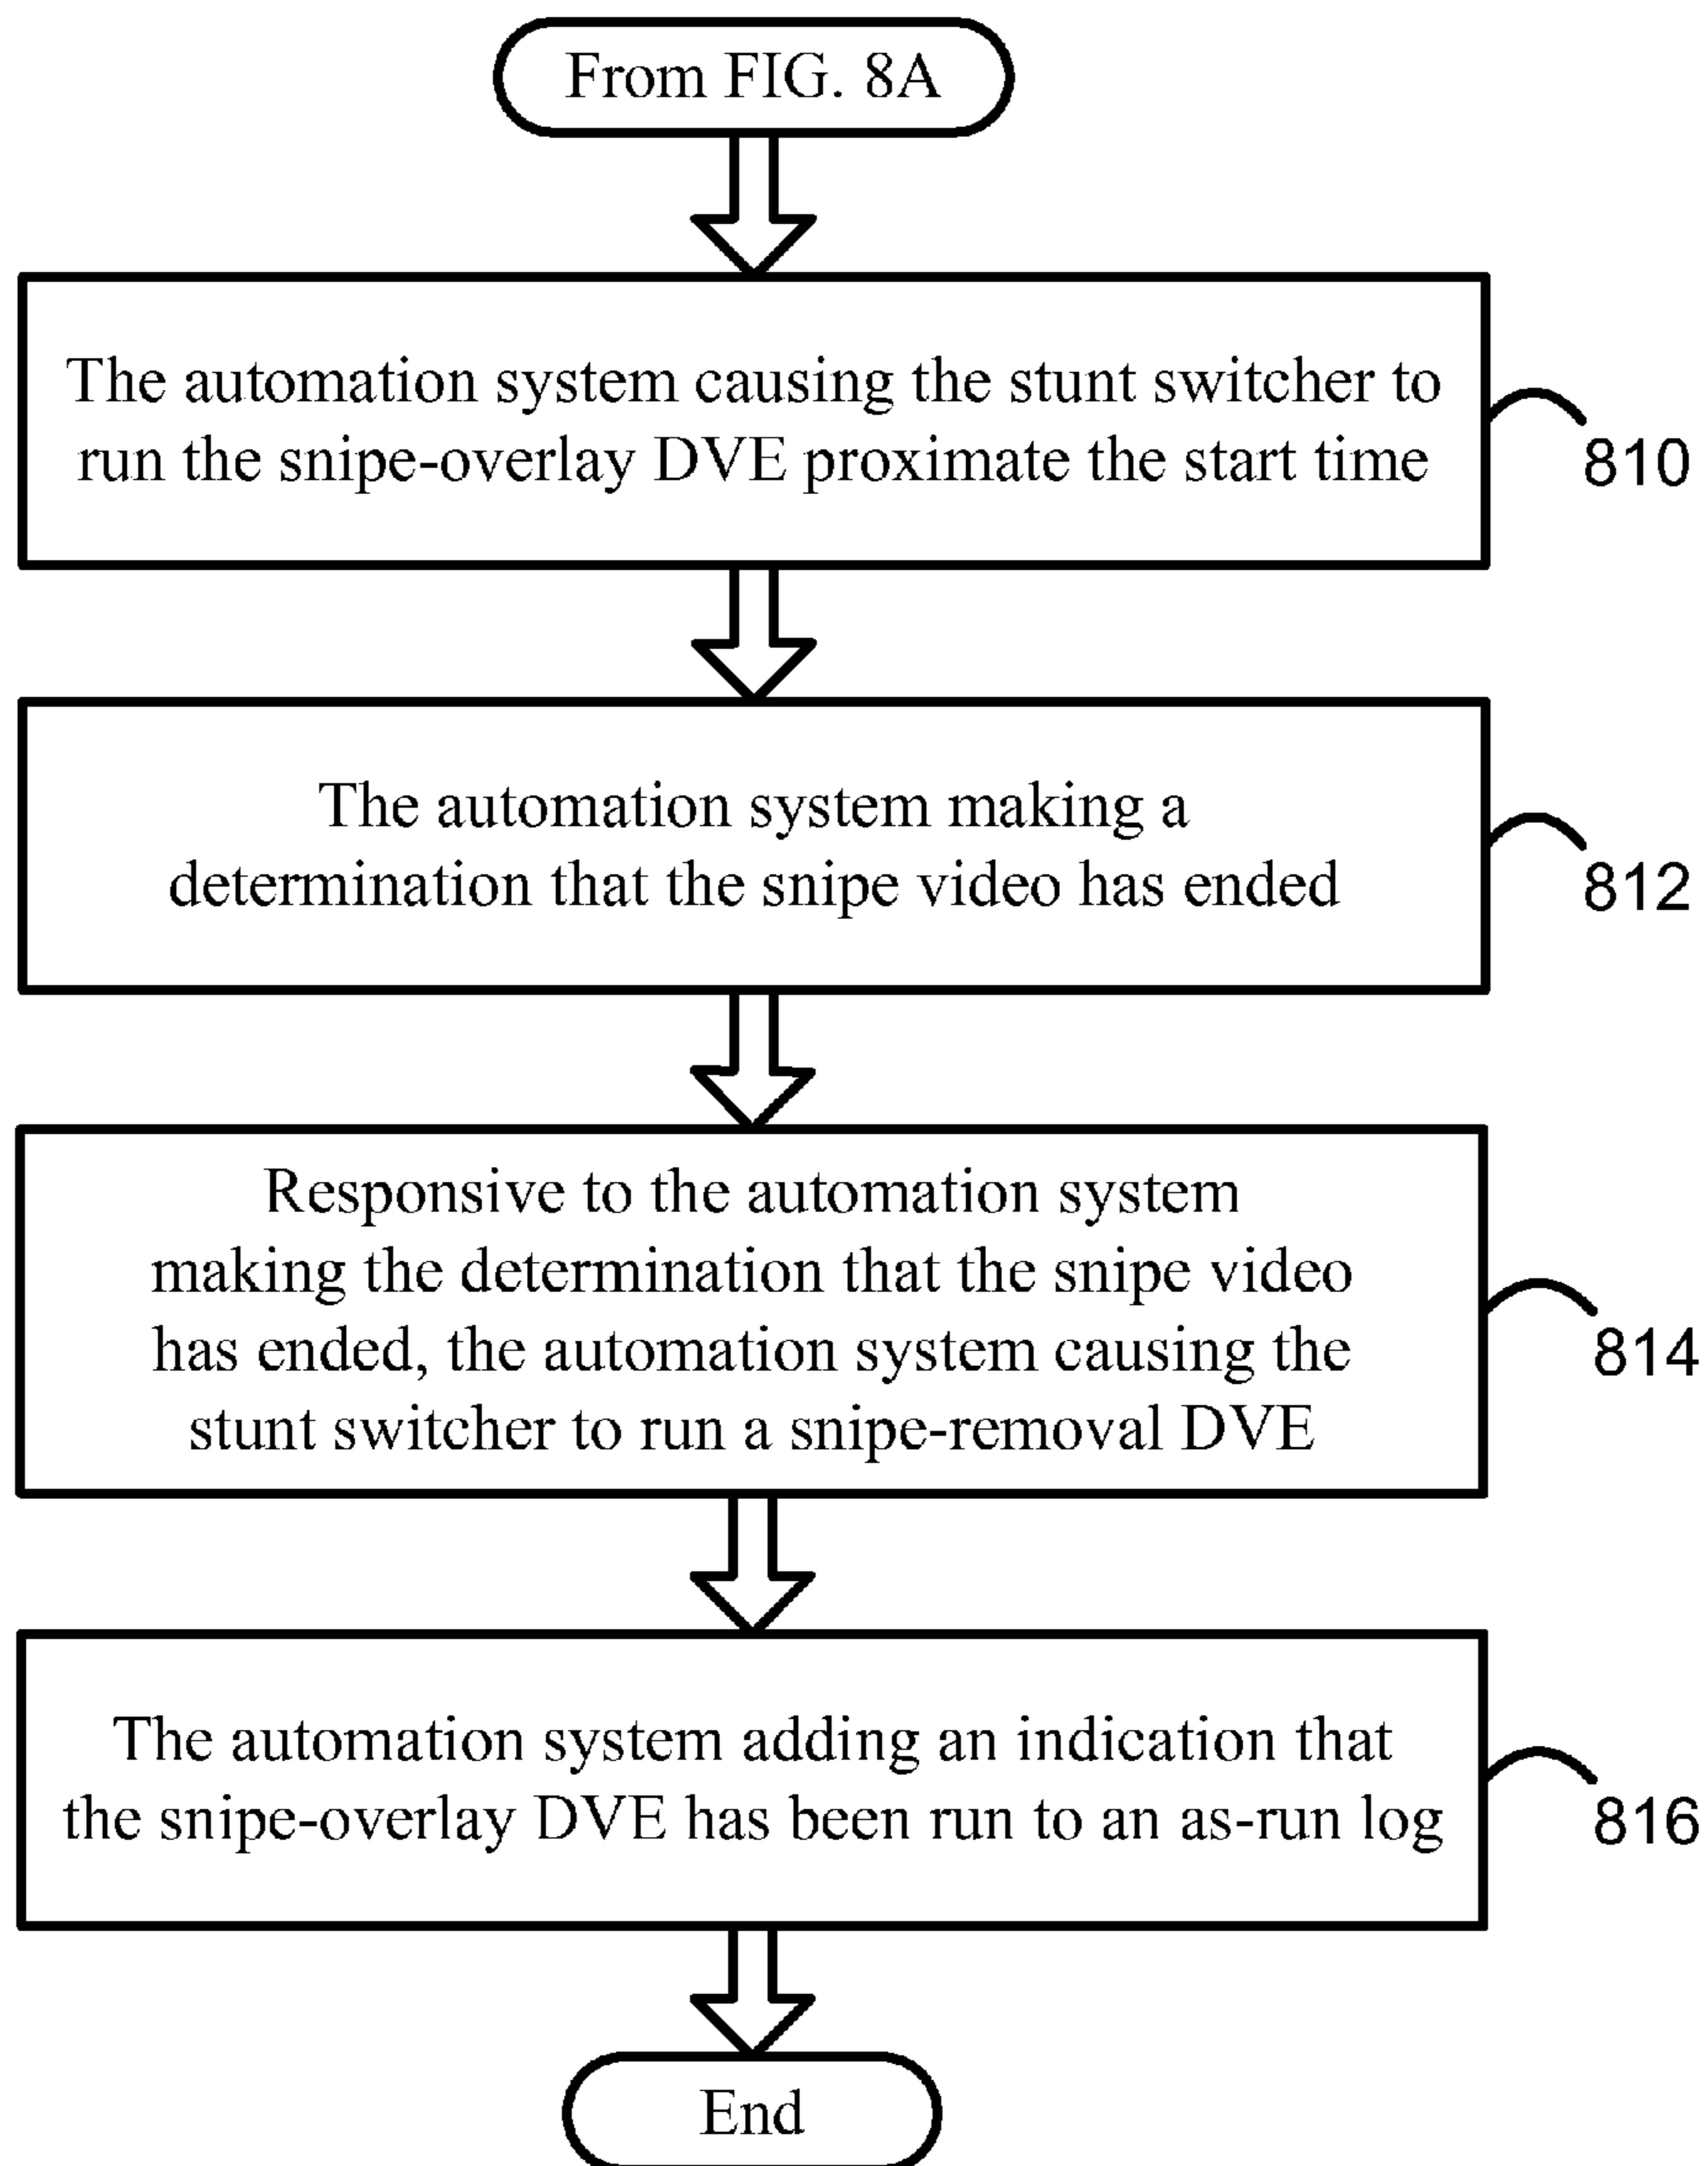 From FIG. 8A
The automation system causing the stunt switcher to
run the snipe-overlay DVE proximate the start time
810
The automation system making a
determination that the snipe video has ended
812
Responsive to the automation system
making the determination that the snipe video
has ended, the automation system causing the
stunt switcher to run a snipe-removal DVE
814
The automation system adding an indication that
the snipe-overlay DVE has been run to an as-run log
816
End